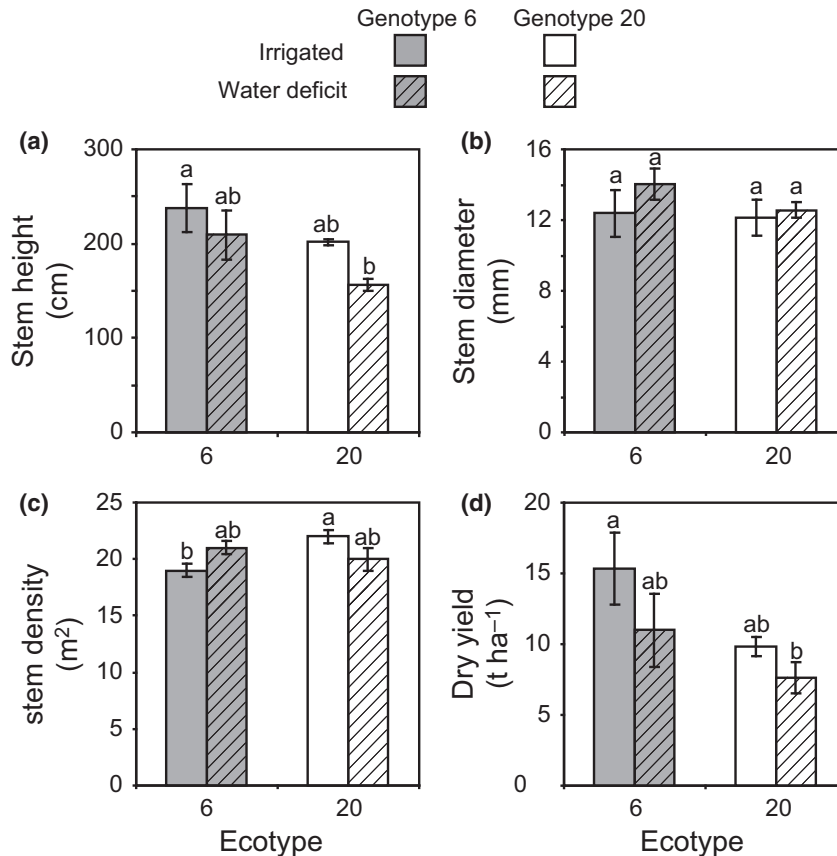 Genotype 6 Genotype 20
Irrigated
Water deficit
(a)
Stem height
(cm)
300
200
100
0
a
ab
ab
b
6
20
(b)
Stem diameter
(mm)
16
12
8
4
0
a
a
a
a
6
20
(c)
stem density
(m²)
25
20
15
10
5
0
b
ab
a
ab
6
20
Ecotype
(d)
Dry yield
(t ha⁻¹)
20
15
10
5
0
a
ab
ab
b
6
20
Ecotype